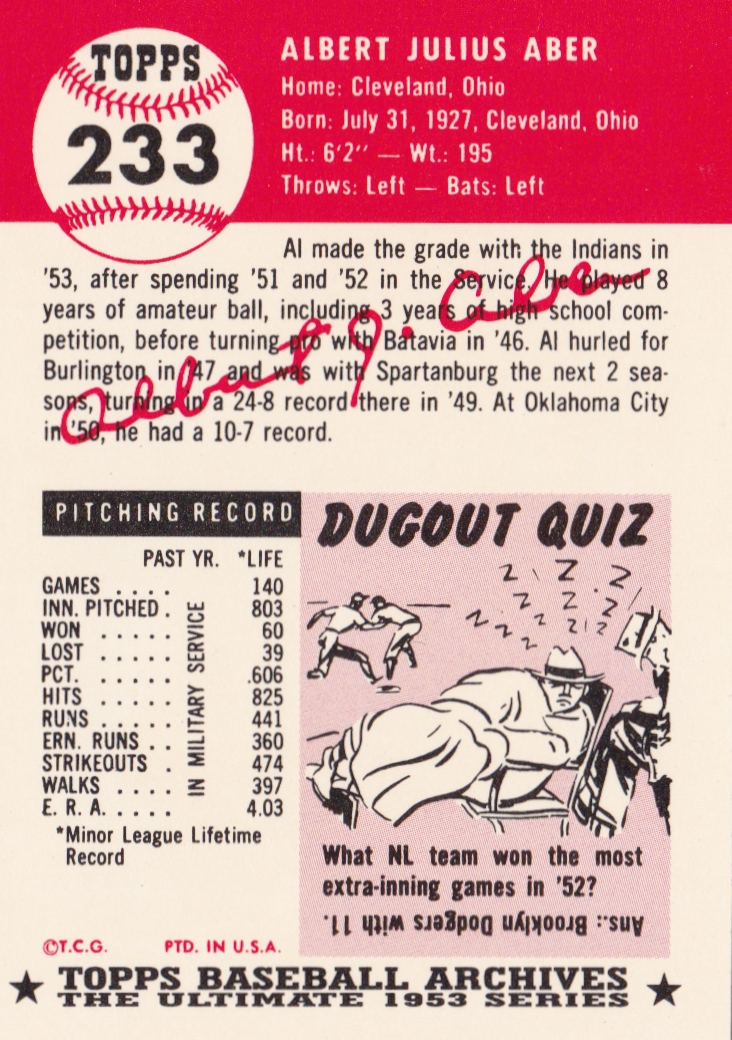 TOPPS
233
ALBERT JULIUS ABER
Home: Cleveland, Ohio
Born: July 31, 1927, Cleveland, Ohio
Ht.: 6'2" — Wt.: 195
Throws: Left — Bats: Left
Al made the grade with the Indians in
'53, after spending '51 and '52 in the Service. He played 8
years of amateur ball, including 3 years of high school com-
petition, before turning pro with Batavia in '46. Al hurled for
Burlington in '47 and was with Spartanburg the next 2 sea-
sons, turning in a 24-8 record there in '49. At Oklahoma City
in '50, he had a 10-7 record.
Albert J. Aber
PITCHING RECORD
PAST YR. *LIFE
GAMES .... 140
INN. PITCHED . 803
WON ..... 60
LOST ..... 39
PCT. ..... .606
HITS ..... 825
RUNS ..... 441
ERN. RUNS .. 360
STRIKEOUTS . 474
WALKS .... 397
E. R. A. ..... 4.03
IN MILITARY SERVICE
*Minor League Lifetime
Record
DUGOUT QUIZ
Z Z Z
Z Z Z Z
Z Z Z Z Z
What NL team won the most
extra-inning games in '52?
Ans.: Brooklyn Dodgers with 11.
©T.C.G. PTD. IN U.S.A.
★ TOPPS BASEBALL ARCHIVES ★
THE ULTIMATE 1953 SERIES